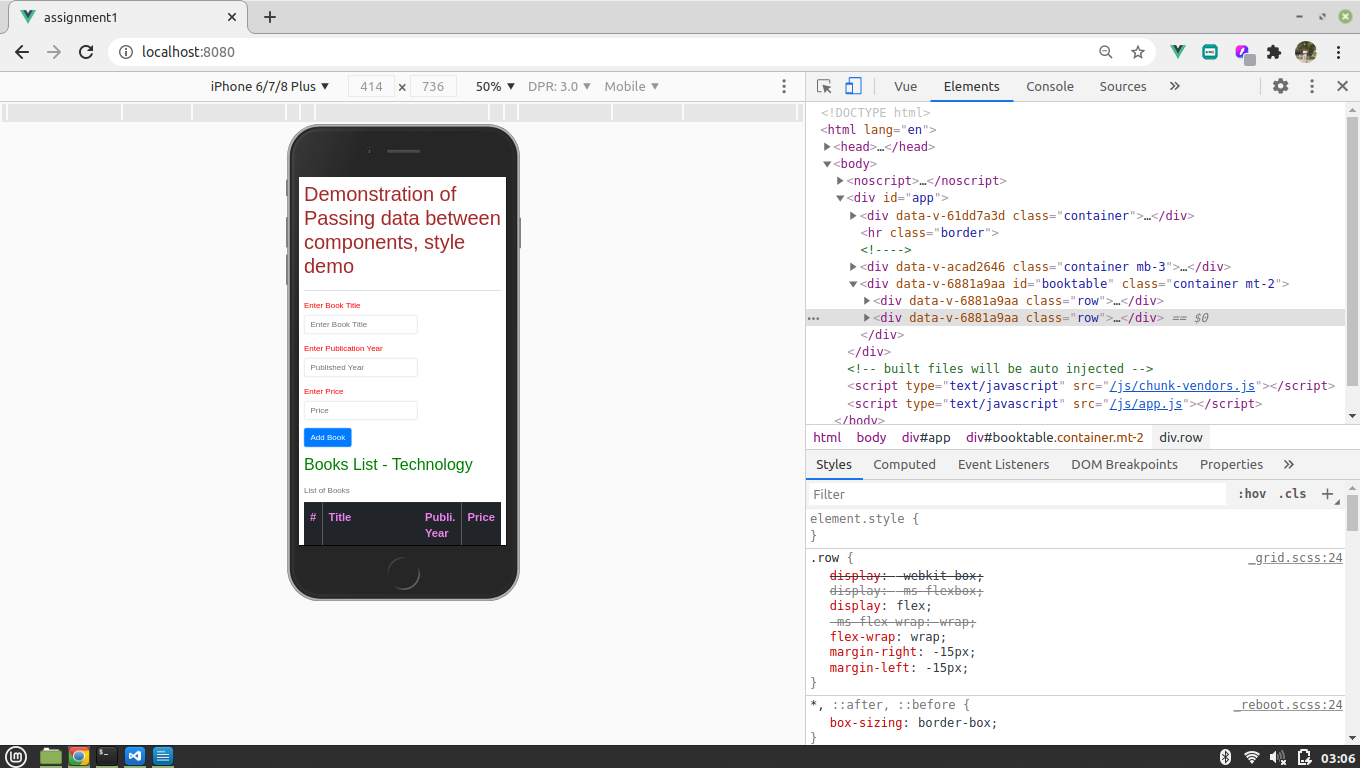 assignment1
localhost:8080
iPhone 6/7/8 Plus 414 × 736 50% DPR: 3.0 Mobile
Demonstration of
Passing data between
components, style
demo
Enter Book Title
Enter Book Title
Enter Publication Year
Published Year
Enter Price
Price
Add Book
Books List - Technology
List of Books
# Title Publi. Price
Year
Vue Elements Console Sources »
<!DOCTYPE html>
<html lang="en">
<head>…</head>
<body>
<noscript>…</noscript>
<div id="app">
<div data-v-61dd7a3d class="container">…</div>
<hr class="border">
<!---->
<div data-v-acad2646 class="container mb-3">…</div>
<div data-v-6881a9aa id="booktable" class="container mt-2">
<div data-v-6881a9aa class="row">…</div>
<div data-v-6881a9aa class="row">…</div> == $0
</div>
</div>
<!-- built files will be auto injected -->
<script type="text/javascript" src="/js/chunk-vendors.js"></script>
<script type="text/javascript" src="/js/app.js"></script>
</body>
html body div#app div#booktable.container.mt-2 div.row
Styles Computed Event Listeners DOM Breakpoints Properties »
Filter :hov .cls +
element.style {
}
.row { _grid.scss:24
display: -webkit-box;
display: -ms-flexbox;
display: flex;
-ms-flex-wrap: wrap;
flex-wrap: wrap;
margin-right: -15px;
margin-left: -15px;
}
*, ::after, ::before { _reboot.scss:24
box-sizing: border-box;
}
03:06